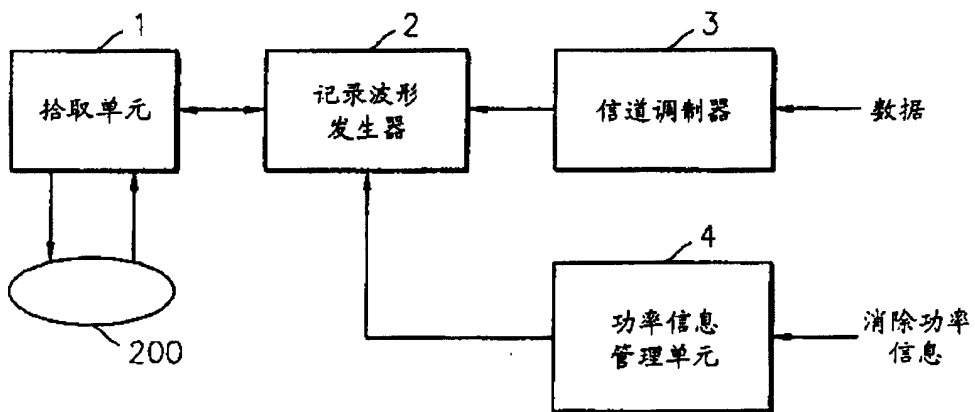 1
2
3
拾取单元
记录波形
发生器
信道调制器
数据
4
200
功率信息
管理单元
消除功率
信息